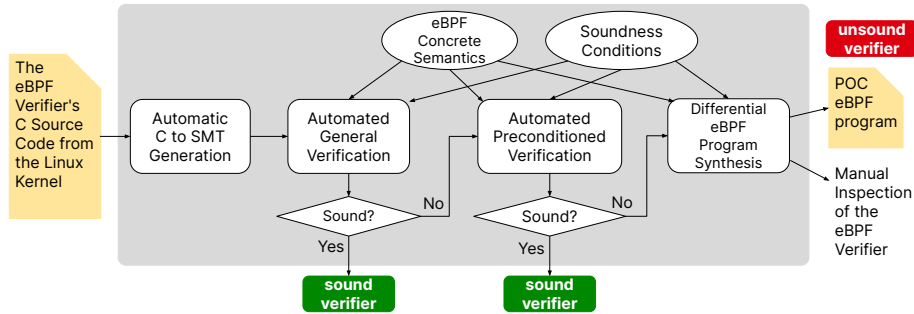 The
eBPF
Verifier's
C Source
Code from
the Linux
Kernel
Automatic
C to SMT
Generation
eBPF
Concrete
Semantics
Soundness
Conditions
Automated
General
Verification
Automated
Preconditioned
Verification
Differential
eBPF
Program
Synthesis
Sound?
No
Yes
sound
verifier
Sound?
No
Yes
sound
verifier
unsound
verifier
POC
eBPF
program
Manual
Inspection
of the
eBPF
Verifier